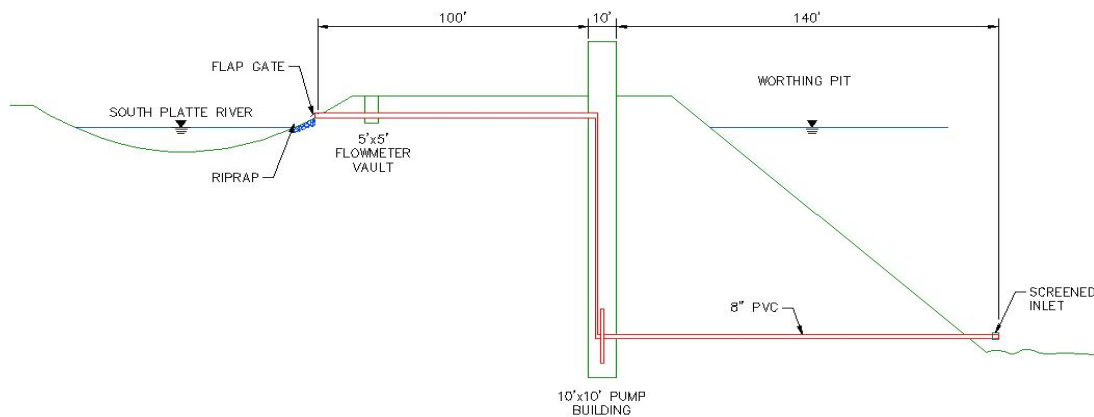 100'
10'
140'
FLAP GATE
WORTHING PIT
SOUTH PLATTE RIVER
5'x5'
FLOWMETER
VAULT
RIPRAP
SCREENED
INLET
8" PVC
10'x10' PUMP
BUILDING